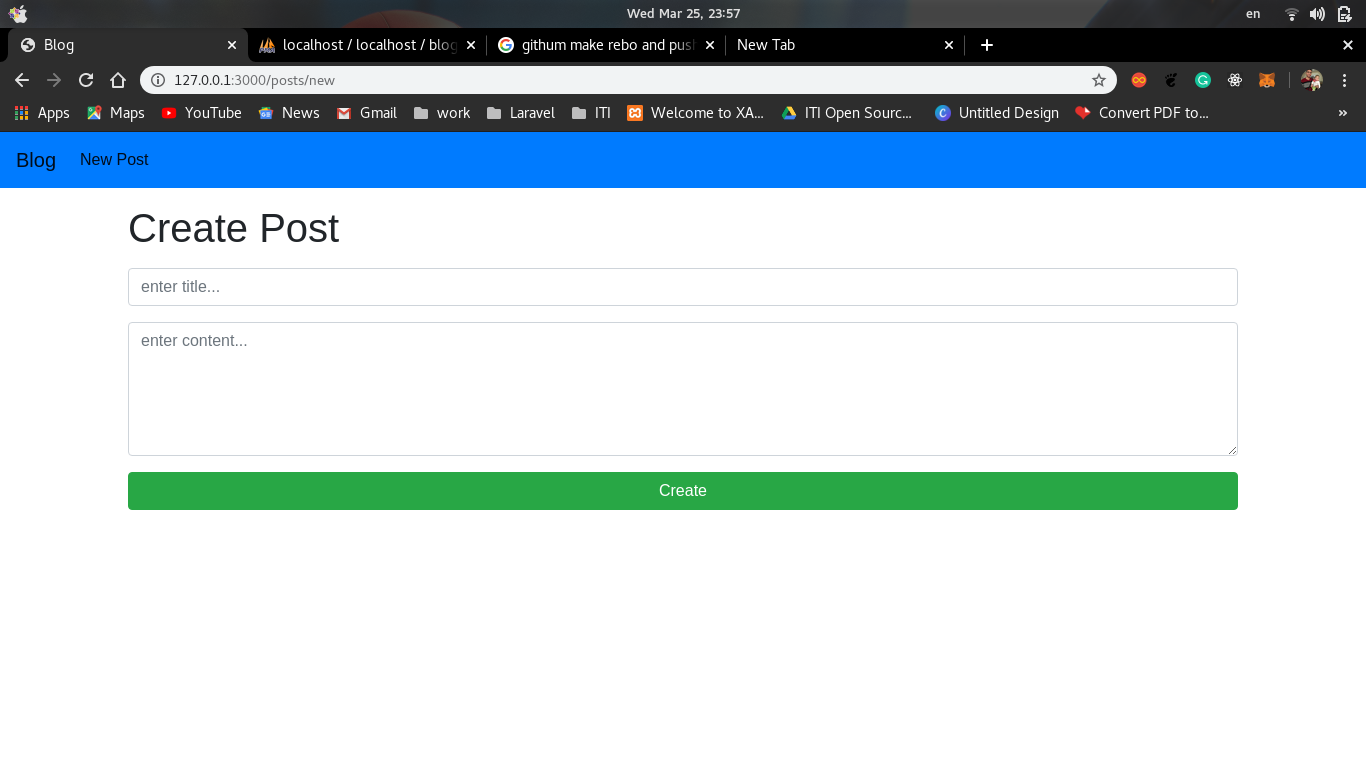 Wed Mar 25, 23:57
en
Blog
localhost / localhost / blog
githum make rebo and pus
New Tab
127.0.0.1:3000/posts/new
Apps
Maps
YouTube
News
Gmail
work
Laravel
ITI
Welcome to XA...
ITI Open Sourc...
Untitled Design
Convert PDF to...
»
Blog
New Post
Create Post
enter title...
enter content...
Create